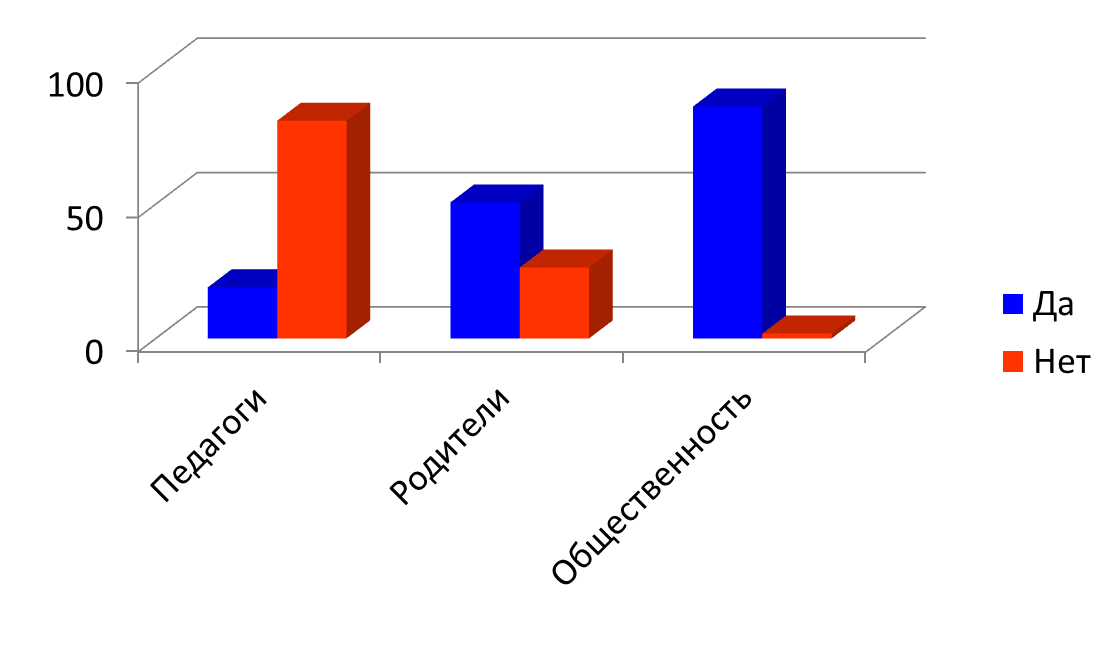 100
50
0
Педагоги
Родители
Общественность
Да
Нет